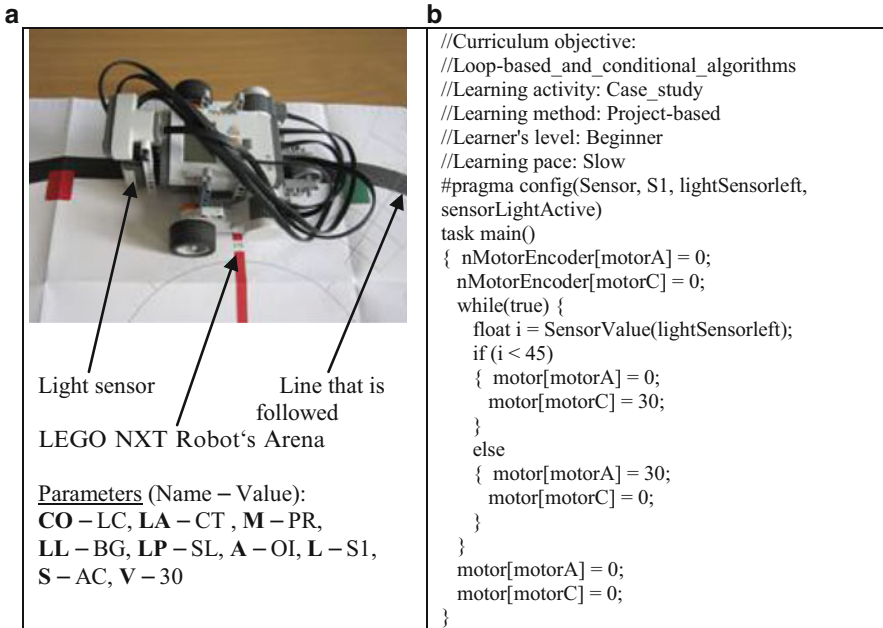 a
Light sensor
Line that is
followed
LEGO NXT Robot‘s Arena
Parameters (Name – Value):
CO – LC, LA – CT , M – PR,
LL – BG, LP – SL, A – OI, L – S1,
S – AC, V – 30
b
//Curriculum objective:
//Loop-based_and_conditional_algorithms
//Learning activity: Case_study
//Learning method: Project-based
//Learner's level: Beginner
//Learning pace: Slow
#pragma config(Sensor, S1, lightSensorleft,
sensorLightActive)
task main()
{ nMotorEncoder[motorA] = 0;
nMotorEncoder[motorC] = 0;
while(true) {
float i = SensorValue(lightSensorleft);
if (i < 45)
{ motor[motorA] = 0;
motor[motorC] = 30;
}
else
{ motor[motorA] = 30;
motor[motorC] = 0;
}
}
motor[motorA] = 0;
motor[motorC] = 0;
}